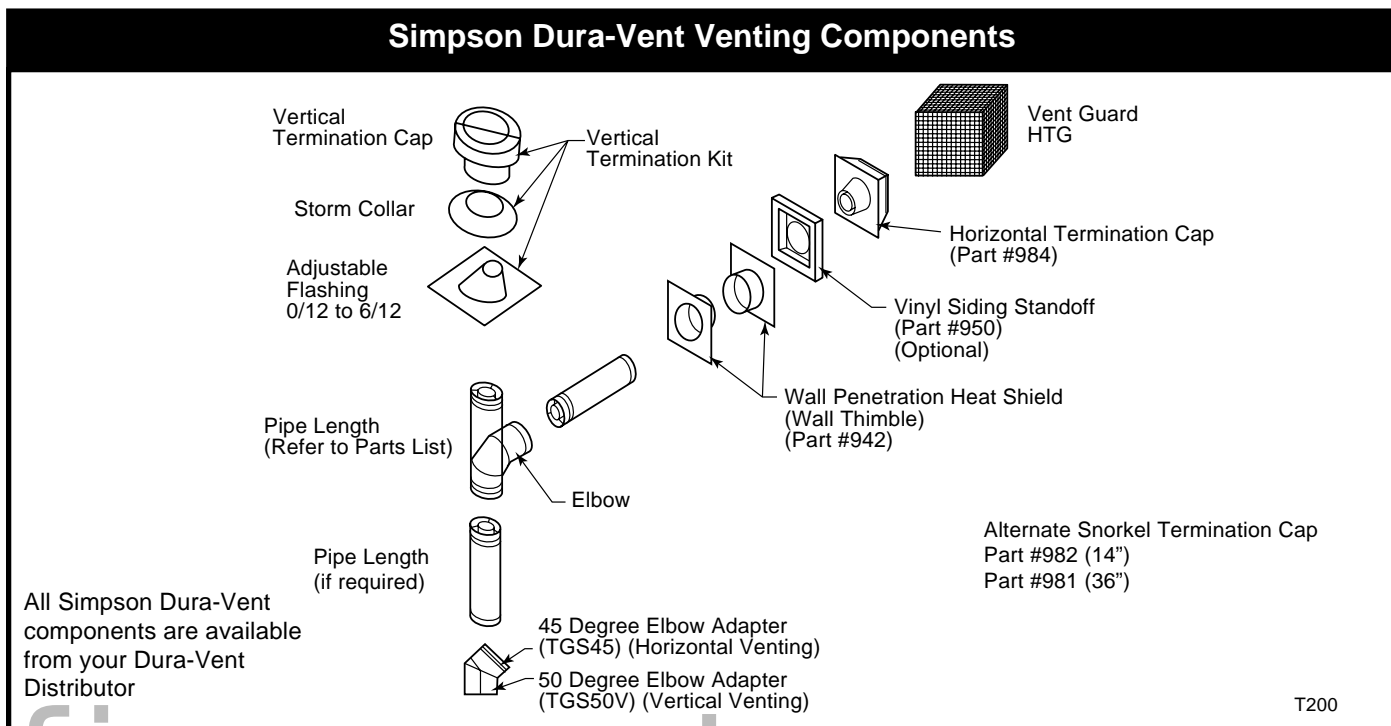 Simpson Dura-Vent Venting Components
Vertical
Termination Cap
Vertical
Termination Kit
Storm Collar
Adjustable
Flashing
0/12 to 6/12
Vent Guard
HTG
Horizontal Termination Cap
(Part #984)
Vinyl Siding Standoff
(Part #950)
(Optional)
Wall Penetration Heat Shield
(Wall Thimble)
(Part #942)
Pipe Length
(Refer to Parts List)
Elbow
Pipe Length
(if required)
Alternate Snorkel Termination Cap
Part #982 (14”)
Part #981 (36”)
All Simpson Dura-Vent
components are available
from your Dura-Vent
Distributor
45 Degree Elbow Adapter
(TGS45) (Horizontal Venting)
50 Degree Elbow Adapter
(TGS50V) (Vertical Venting)
T200